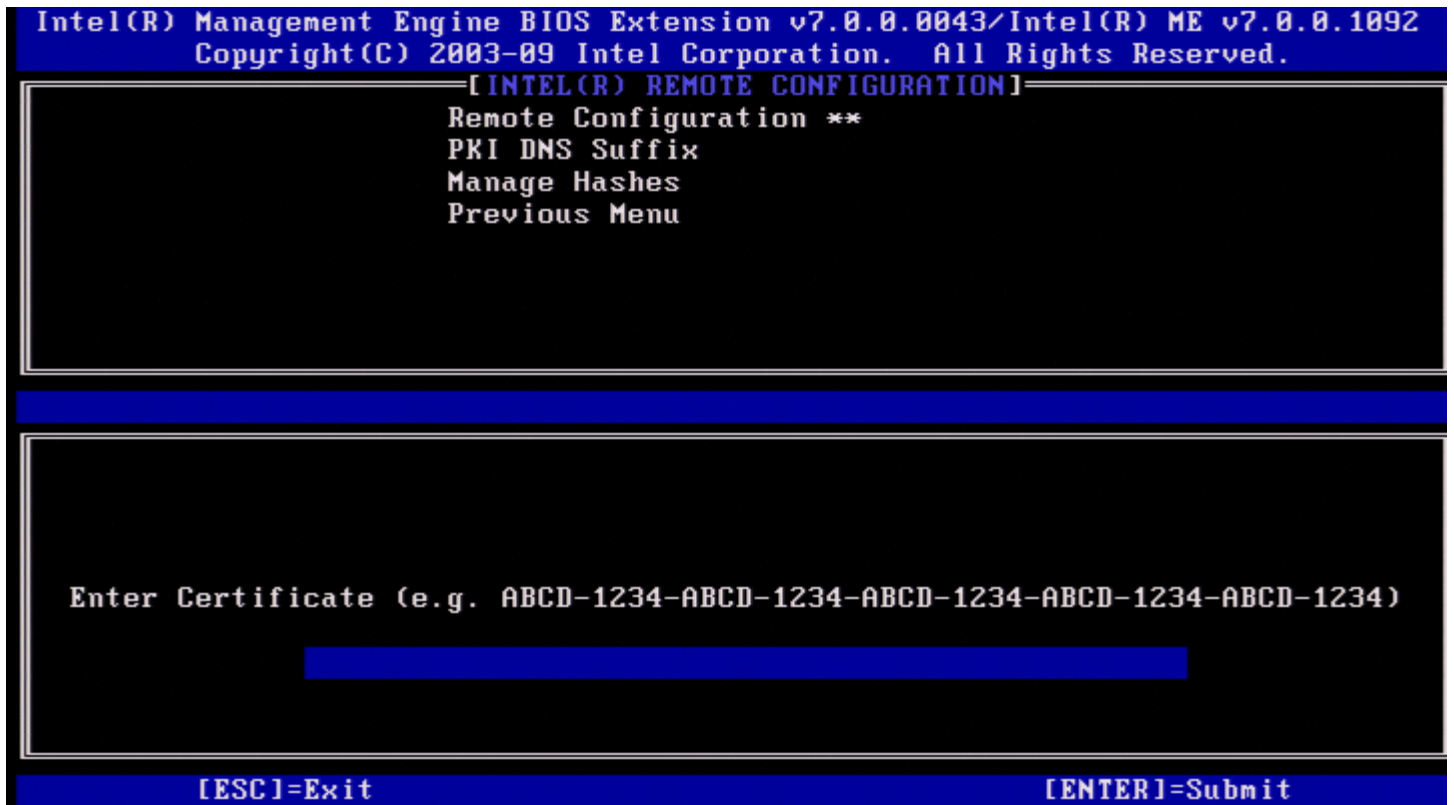 Intel(R) Management Engine BIOS Extension v7.0.0.0043/Intel(R) ME v7.0.0.1092
Copyright(C) 2003-09 Intel Corporation. All Rights Reserved.
[INTEL(R) REMOTE CONFIGURATION]
Remote Configuration **
PKI DNS Suffix
Manage Hashes
Previous Menu
Enter Certificate (e.g. ABCD-1234-ABCD-1234-ABCD-1234-ABCD-1234-ABCD-1234)
[ESC]=Exit [ENTER]=Submit